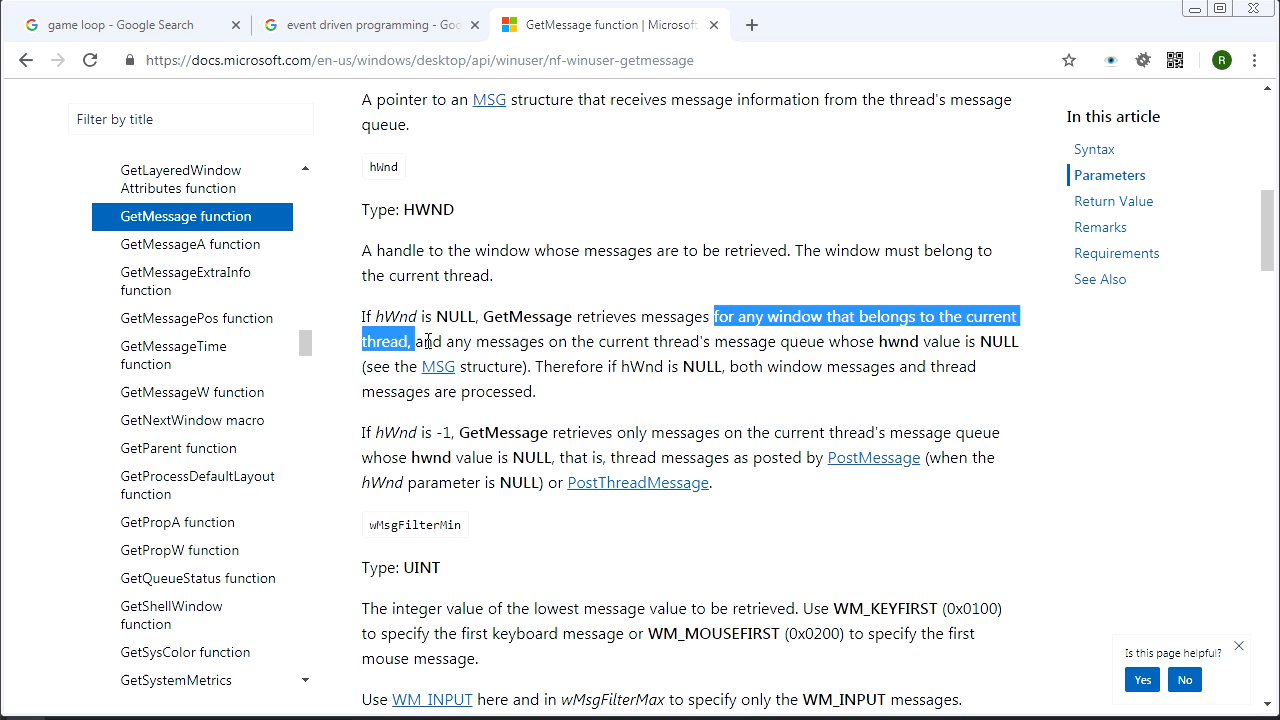 game loop - Google Search
event driven programming - Goo
GetMessage function | Microsoft
https://docs.microsoft.com/en-us/windows/desktop/api/winuser/nf-winuser-getmessage
R
Filter by title
GetLayeredWindow
Attributes function
GetMessage function
GetMessageA function
GetMessageExtraInfo
function
GetMessagePos function
GetMessageTime
function
GetMessageW function
GetNextWindow macro
GetParent function
GetProcessDefaultLayout
function
GetPropA function
GetPropW function
GetQueueStatus function
GetShellWindow
function
GetSysColor function
GetSystemMetrics
A pointer to an MSG structure that receives message information from the thread's message
queue.
hWnd
Type: HWND
A handle to the window whose messages are to be retrieved. The window must belong to
the current thread.
If hWnd is NULL, GetMessage retrieves messages for any window that belongs to the current
thread, and any messages on the current thread's message queue whose hwnd value is NULL
(see the MSG structure). Therefore if hWnd is NULL, both window messages and thread
messages are processed.
If hWnd is -1, GetMessage retrieves only messages on the current thread's message queue
whose hwnd value is NULL, that is, thread messages as posted by PostMessage (when the
hWnd parameter is NULL) or PostThreadMessage.
wMsgFilterMin
Type: UINT
The integer value of the lowest message value to be retrieved. Use WM_KEYFIRST (0x0100)
to specify the first keyboard message or WM_MOUSEFIRST (0x0200) to specify the first
mouse message.
Use WM_INPUT here and in wMsgFilterMax to specify only the WM_INPUT messages.
In this article
Syntax
Parameters
Return Value
Remarks
Requirements
See Also
Is this page helpful?
Yes
No